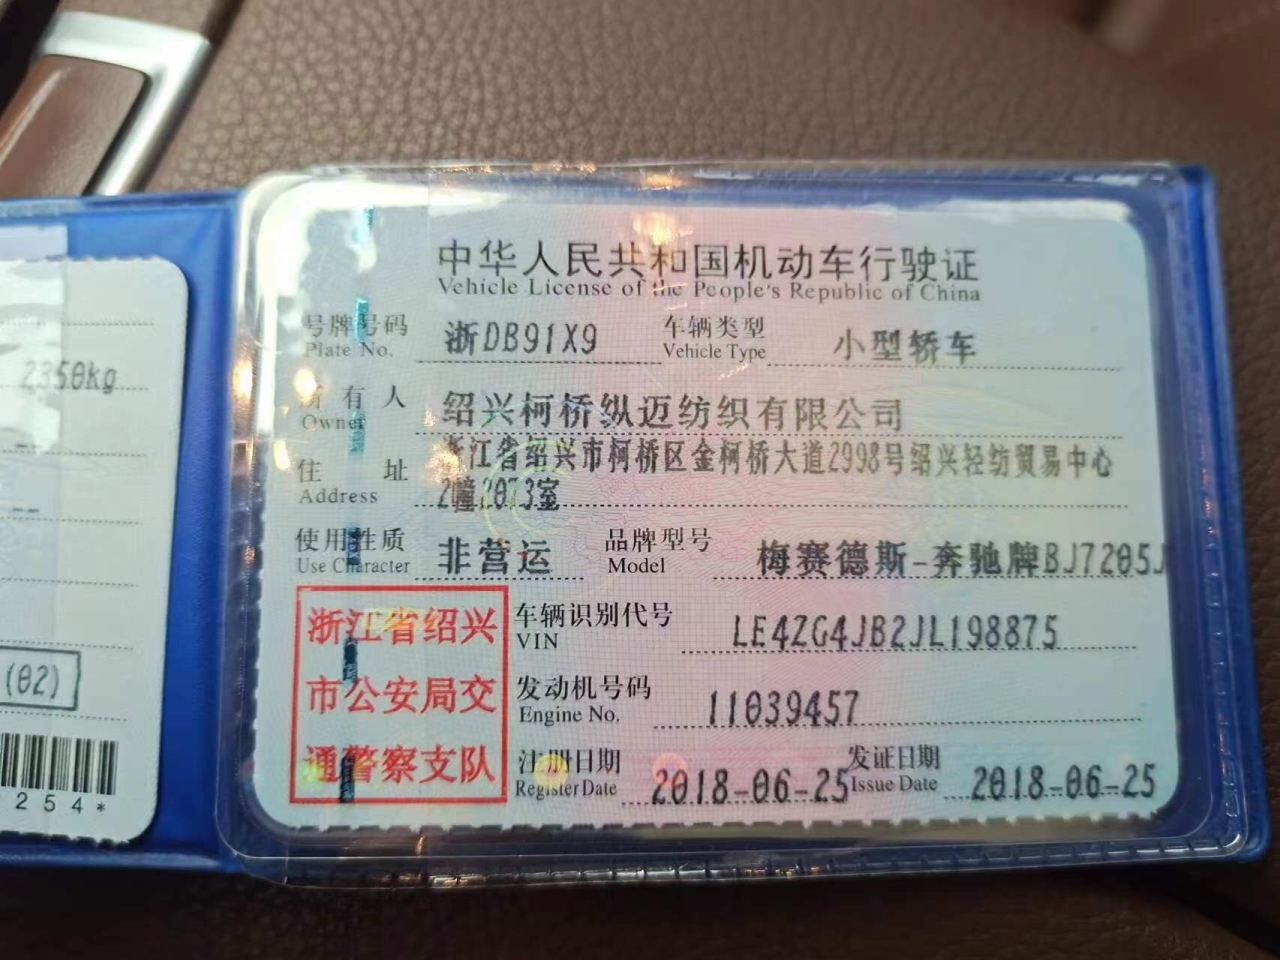 中华人民共和国机动车行驶证
Vehicle License of the People's Republic of China
号牌号码 浙DB91X9 车辆类型 小型轿车
Plate No. Vehicle Type
所有人 绍兴柯桥纵迈纺织有限公司
Owner
住址 浙江省绍兴市柯桥区金柯桥大道2998号绍兴轻纺贸易中心
Address 2幢2073室
使用性质 非营运 品牌型号 梅赛德斯-奔驰牌BJ7205J
Use Character Model
浙江省绍兴
市公安局交
通警察支队
车辆识别代号 LE4ZG4JB2JL198875
VIN
发动机号码 11039457
Engine No.
注册日期 2018-06-25 发证日期 2018-06-25
Register Date Issue Date
2350kg
(02)
254*